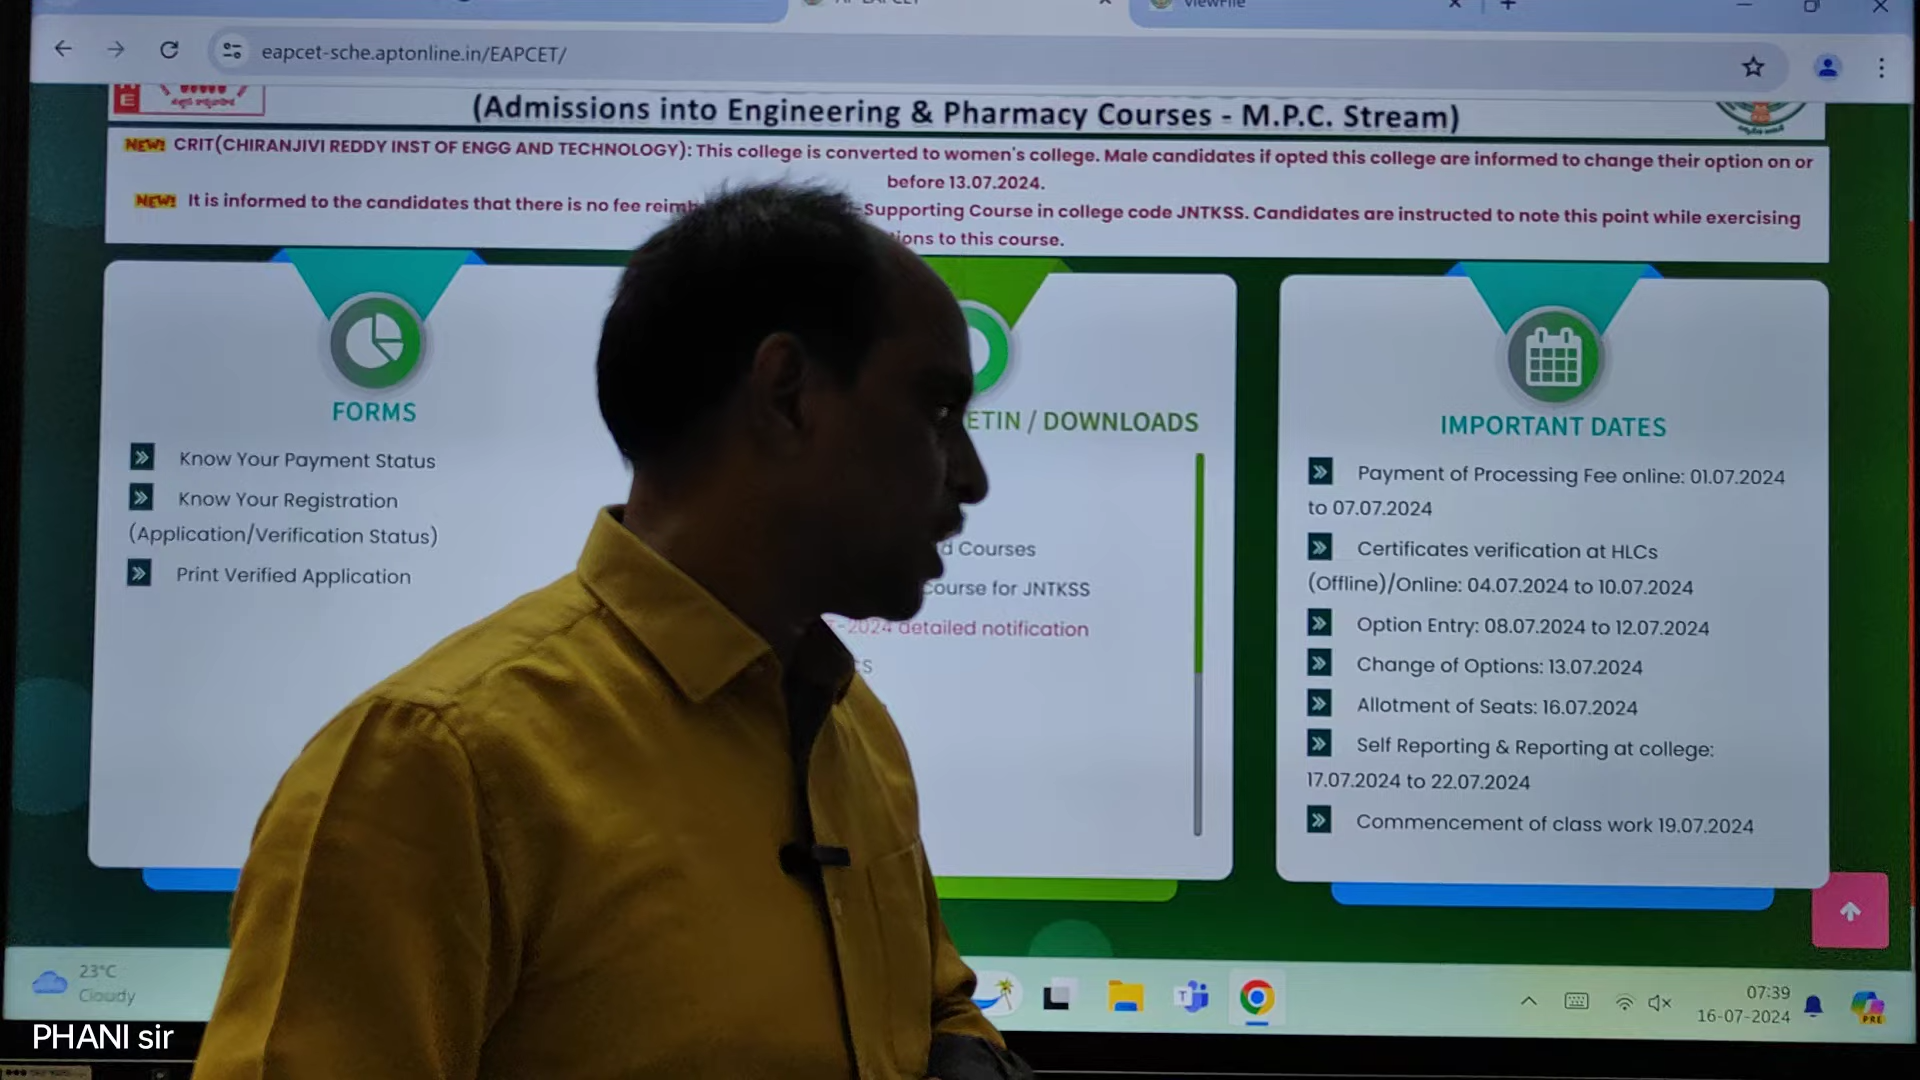 ViewFile
eapcet-sche.aptonline.in/EAPCET/
E
(Admissions into Engineering & Pharmacy Courses - M.P.C. Stream)
NEW! CRIT(CHIRANJIVI REDDY INST OF ENGG AND TECHNOLOGY): This college is converted to women's college. Male candidates if opted this college are informed to change their option on or
before 13.07.2024.
NEW! It is informed to the candidates that there is no fee reimb
-Supporting Course in college code JNTKSS. Candidates are instructed to note this point while exercising
ions to this course.
FORMS
Know Your Payment Status
Know Your Registration
(Application/Verification Status)
Print Verified Application
ETIN / DOWNLOADS
d Courses
course for JNTKSS
-2024 detailed notification
CS
IMPORTANT DATES
Payment of Processing Fee online: 01.07.2024
to 07.07.2024
Certificates verification at HLCs
(Offline)/Online: 04.07.2024 to 10.07.2024
Option Entry: 08.07.2024 to 12.07.2024
Change of Options: 13.07.2024
Allotment of Seats: 16.07.2024
Self Reporting & Reporting at college:
17.07.2024 to 22.07.2024
Commencement of class work 19.07.2024
23°C
Cloudy
07:39
16-07-2024
PRE
PHANI sir